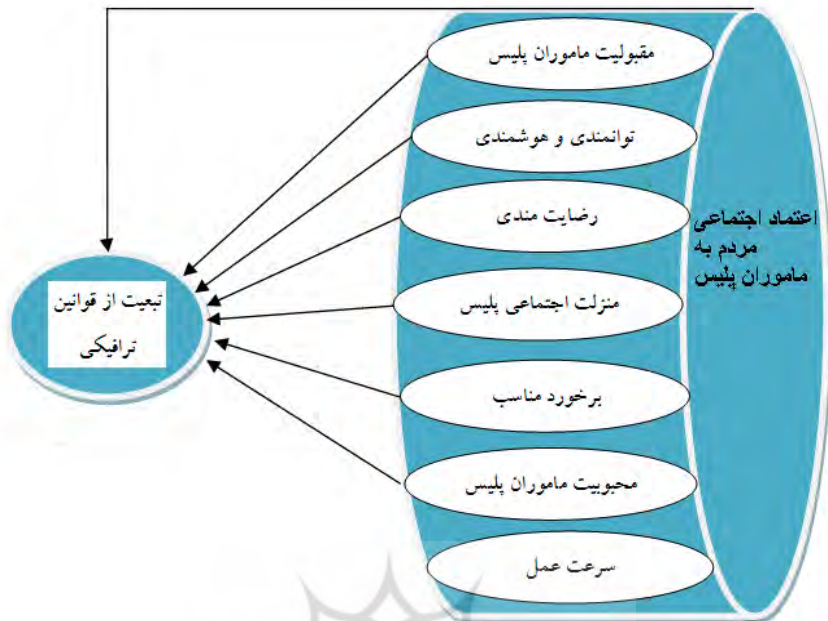 مقبولیت ماموران پلیس
توانمندی و هوشمندی
رضایت مندی
اعتماد اجتماعی
مردم به
ماموران پلیس
منزلت اجتماعی پلیس
تبعیت از قوانین
ترافیکی
برخورد مناسب
محبوبیت ماموران پلیس
سرعت عمل